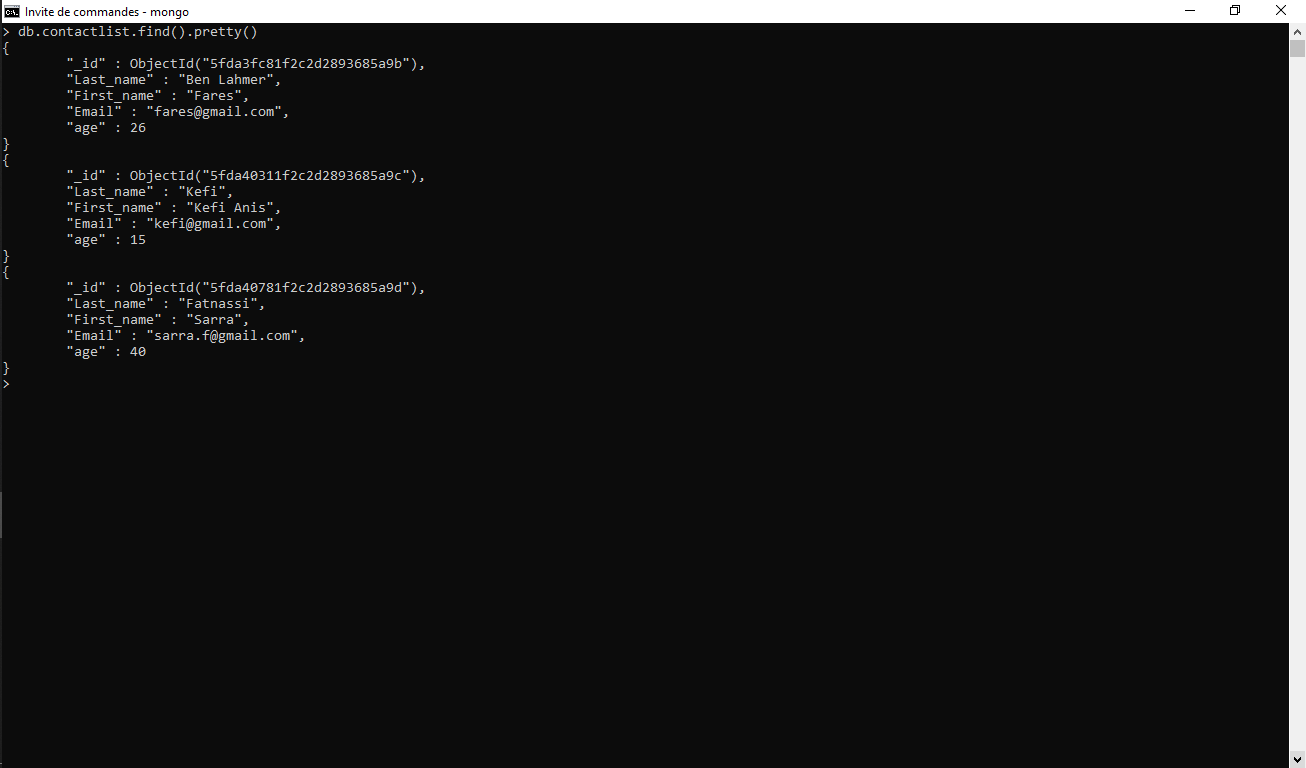 Invite de commandes - mongo
> db.contactlist.find().pretty()
{
        "_id" : ObjectId("5fda3fc81f2c2d2893685a9b"),
        "Last_name" : "Ben Lahmer",
        "First_name" : "Fares",
        "Email" : "fares@gmail.com",
        "age" : 26
}
{
        "_id" : ObjectId("5fda40311f2c2d2893685a9c"),
        "Last_name" : "Kefi",
        "First_name" : "Kefi Anis",
        "Email" : "kefi@gmail.com",
        "age" : 15
}
{
        "_id" : ObjectId("5fda40781f2c2d2893685a9d"),
        "Last_name" : "Fatnassi",
        "First_name" : "Sarra",
        "Email" : "sarra.f@gmail.com",
        "age" : 40
}
>